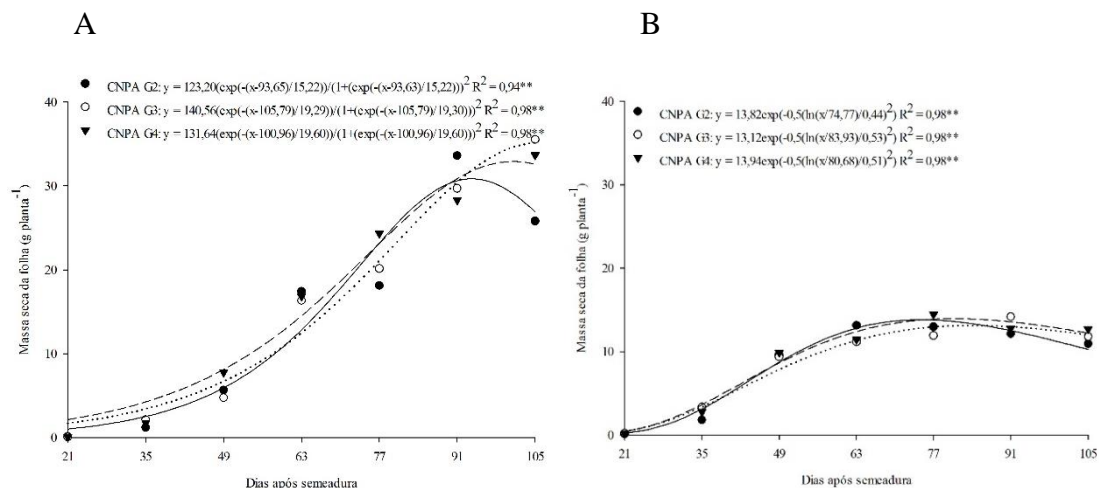 A
CNPA G2: y = 123,20(exp(-(x-93,65)/15,22))/(1+(exp(-(x-93,63)/15,22)))² R² = 0,94**
CNPA G3: y = 140,56(exp(-(x-105,79)/19,29))/(1+(exp(-(x-105,79)/19,30)))² R² = 0,98**
CNPA G4: y = 131,64(exp(-(x-100,96)/19,60))/(1+(exp(-(x-100,96)/19,60)))² R² = 0,98**
Massa seca da folha (g planta⁻¹)
40
30
20
10
0
21 35 49 63 77 91 105
Dias após semeadura
B
CNPA G2: y = 13,82exp(-0,5(ln(x/74,77)/0,44)²) R² = 0,98**
CNPA G3: y = 13,12exp(-0,5(ln(x/83,93)/0,53)²) R² = 0,98**
CNPA G4: y = 13,94exp(-0,5(ln(x/80,68)/0,51)²) R² = 0,98**
Massa seca da folha (g planta⁻¹)
40
30
20
10
0
21 35 49 63 77 91 105
Dias após semeadura